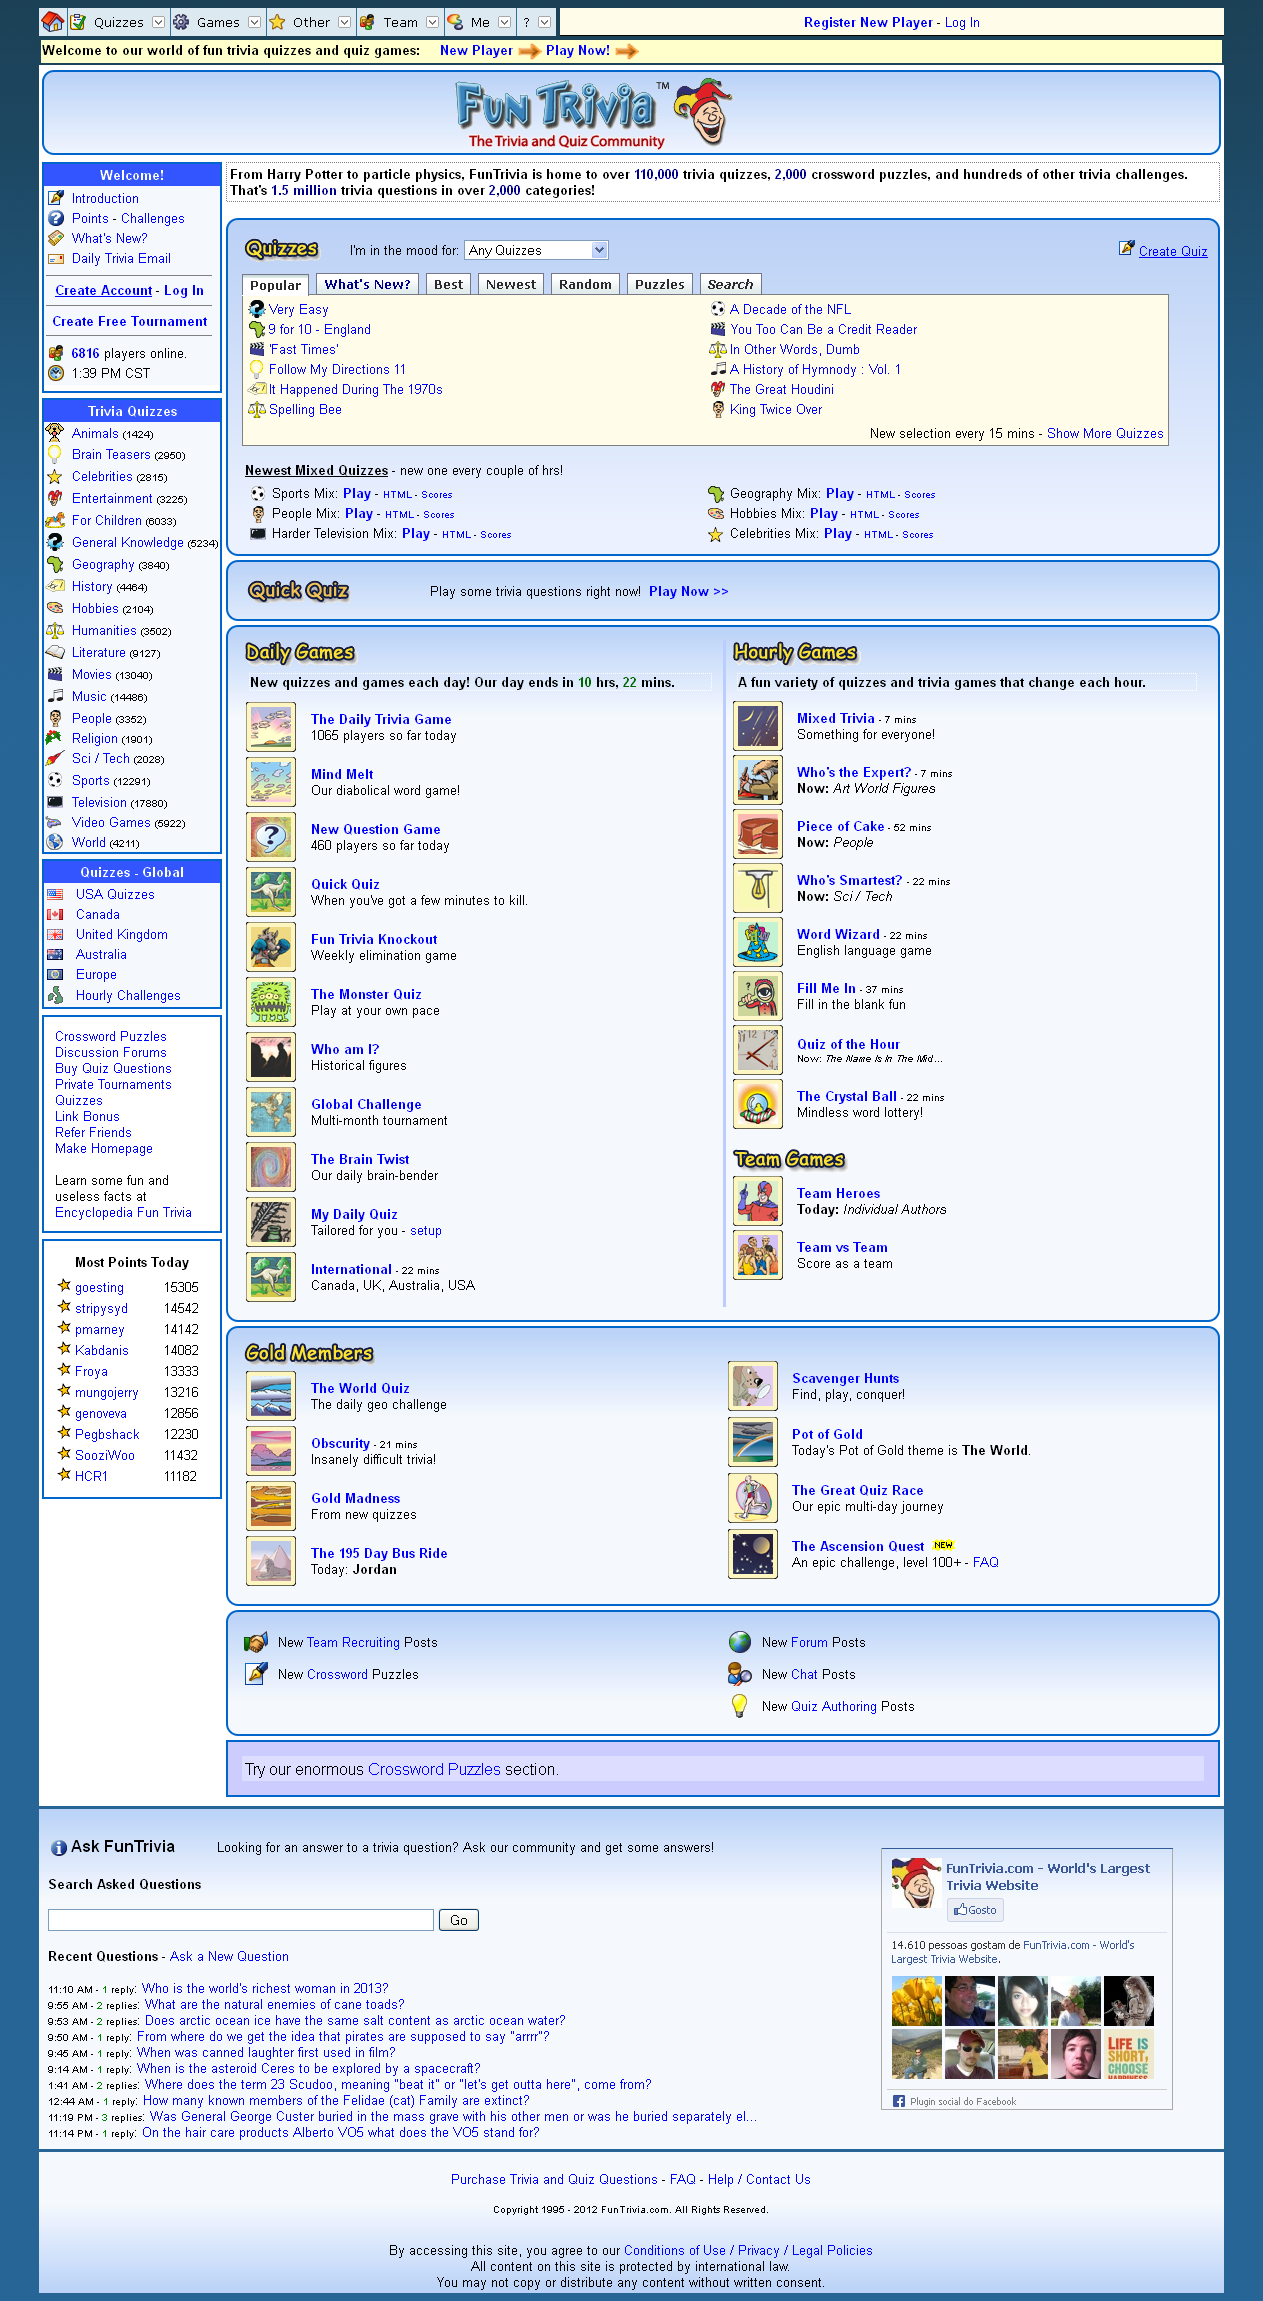 Quizzes Games Other Team Me ?
Register New Player - Log In
Welcome to our world of fun trivia quizzes and quiz games: New Player Play Now!
Fun Trivia™
The Trivia and Quiz Community
Welcome!
Introduction
Points - Challenges
What's New?
Daily Trivia Email
Create Account - Log In
Create Free Tournament
6816 players online.
1:39 PM CST
Trivia Quizzes
Animals (1424)
Brain Teasers (2950)
Celebrities (2815)
Entertainment (3225)
For Children (6033)
General Knowledge (5234)
Geography (3840)
History (4464)
Hobbies (2104)
Humanities (3502)
Literature (9127)
Movies (13040)
Music (14486)
People (3352)
Religion (1901)
Sci / Tech (2028)
Sports (12291)
Television (17880)
Video Games (5922)
World (4211)
Quizzes - Global
USA Quizzes
Canada
United Kingdom
Australia
Europe
Hourly Challenges
Crossword Puzzles
Discussion Forums
Buy Quiz Questions
Private Tournaments
Quizzes
Link Bonus
Refer Friends
Make Homepage
Learn some fun and
useless facts at
Encyclopedia Fun Trivia
Most Points Today
goesting 15305
stripysyd 14542
pmarney 14142
Kabdanis 14082
Froya 13333
mungojerry 13216
genoveva 12856
Pegbshack 12230
SooziWoo 11432
HCR1 11182
From Harry Potter to particle physics, FunTrivia is home to over 110,000 trivia quizzes, 2,000 crossword puzzles, and hundreds of other trivia challenges.
That's 1.5 million trivia questions in over 2,000 categories!
Quizzes I'm in the mood for: Any Quizzes Create Quiz
Popular What's New? Best Newest Random Puzzles Search
Very Easy
9 for 10 - England
'Fast Times'
Follow My Directions 11
It Happened During The 1970s
Spelling Bee
A Decade of the NFL
You Too Can Be a Credit Reader
In Other Words, Dumb
A History of Hymnody : Vol. 1
The Great Houdini
King Twice Over
New selection every 15 mins - Show More Quizzes
Newest Mixed Quizzes - new one every couple of hrs!
Sports Mix: Play - HTML - Scores
People Mix: Play - HTML - Scores
Harder Television Mix: Play - HTML - Scores
Geography Mix: Play - HTML - Scores
Hobbies Mix: Play - HTML - Scores
Celebrities Mix: Play - HTML - Scores
Quick Quiz Play some trivia questions right now! Play Now >>
Daily Games
New quizzes and games each day! Our day ends in 10 hrs, 22 mins.
The Daily Trivia Game
1065 players so far today
Mind Melt
Our diabolical word game!
New Question Game
460 players so far today
Quick Quiz
When you've got a few minutes to kill.
Fun Trivia Knockout
Weekly elimination game
The Monster Quiz
Play at your own pace
Who am I?
Historical figures
Global Challenge
Multi-month tournament
The Brain Twist
Our daily brain-bender
My Daily Quiz
Tailored for you - setup
International - 22 mins
Canada, UK, Australia, USA
Hourly Games
A fun variety of quizzes and trivia games that change each hour.
Mixed Trivia - 7 mins
Something for everyone!
Who's the Expert? - 7 mins
Now: Art World Figures
Piece of Cake - 52 mins
Now: People
Who's Smartest? - 22 mins
Now: Sci / Tech
Word Wizard - 22 mins
English language game
Fill Me In - 37 mins
Fill in the blank fun
Quiz of the Hour
Now: The Name Is In The Mid...
The Crystal Ball - 22 mins
Mindless word lottery!
Team Games
Team Heroes
Today: Individual Authors
Team vs Team
Score as a team
Gold Members
The World Quiz
The daily geo challenge
Obscurity - 21 mins
Insanely difficult trivia!
Gold Madness
From new quizzes
The 195 Day Bus Ride
Today: Jordan
Scavenger Hunts
Find, play, conquer!
Pot of Gold
Today's Pot of Gold theme is The World.
The Great Quiz Race
Our epic multi-day journey
The Ascension Quest NEW
An epic challenge, level 100+ - FAQ
New Team Recruiting Posts
New Crossword Puzzles
New Forum Posts
New Chat Posts
New Quiz Authoring Posts
Try our enormous Crossword Puzzles section.
Ask FunTrivia Looking for an answer to a trivia question? Ask our community and get some answers!
Search Asked Questions
Go
Recent Questions - Ask a New Question
11:10 AM - 1 reply: Who is the world's richest woman in 2013?
9:55 AM - 2 replies: What are the natural enemies of cane toads?
9:53 AM - 2 replies: Does arctic ocean ice have the same salt content as arctic ocean water?
9:50 AM - 1 reply: From where do we get the idea that pirates are supposed to say "arrrr"?
9:45 AM - 1 reply: When was canned laughter first used in film?
9:14 AM - 1 reply: When is the asteroid Ceres to be explored by a spacecraft?
1:41 AM - 2 replies: Where does the term 23 Scudoo, meaning "beat it" or "let's get outta here", come from?
12:44 AM - 1 reply: How many known members of the Felidae (cat) Family are extinct?
11:19 PM - 3 replies: Was General George Custer buried in the mass grave with his other men or was he buried separately el...
11:14 PM - 1 reply: On the hair care products Alberto VO5 what does the VO5 stand for?
FunTrivia.com - World's Largest
Trivia Website
Gosto
14.610 pessoas gostam de FunTrivia.com - World's
Largest Trivia Website.
LIFE IS
SHORT,
CHOOSE
HAPPINESS
Plugin social do Facebook
Purchase Trivia and Quiz Questions - FAQ - Help / Contact Us
Copyright 1995 - 2012 FunTrivia.com. All Rights Reserved.
By accessing this site, you agree to our Conditions of Use / Privacy / Legal Policies
All content on this site is protected by international law.
You may not copy or distribute any content without written consent.